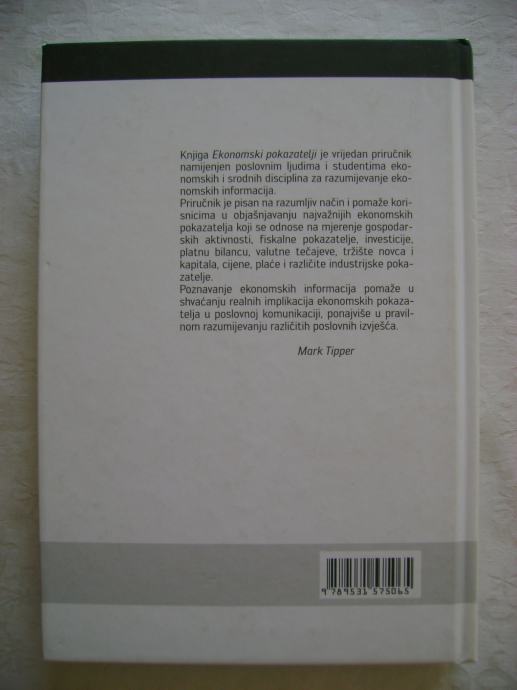 Knjiga Ekonomski pokazatelji je vrijedan priručnik
namijenjen poslovnim ljudima i studentima eko-
nomskih i srodnih disciplina za razumijevanje eko-
nomskih informacija.
Priručnik je pisan na razumljiv način i pomaže kori-
snicima u objašnjavanju najvažnijih ekonomskih
pokazatelja koji se odnose na mjerenje gospodar-
skih aktivnosti, fiskalne pokazatelje, investicije,
platnu bilancu, valutne tečajeve, tržište novca i
kapitala, cijene, plaće i različite industrijske poka-
zatelje.
Poznavanje ekonomskih informacija pomaže u
shvaćanju realnih implikacija ekonomskih pokaza-
telja u poslovnoj komunikaciji, ponajviše u pravil-
nom razumijevanju različitih poslovnih izvješća.
Mark Tipper
9 789531 575065